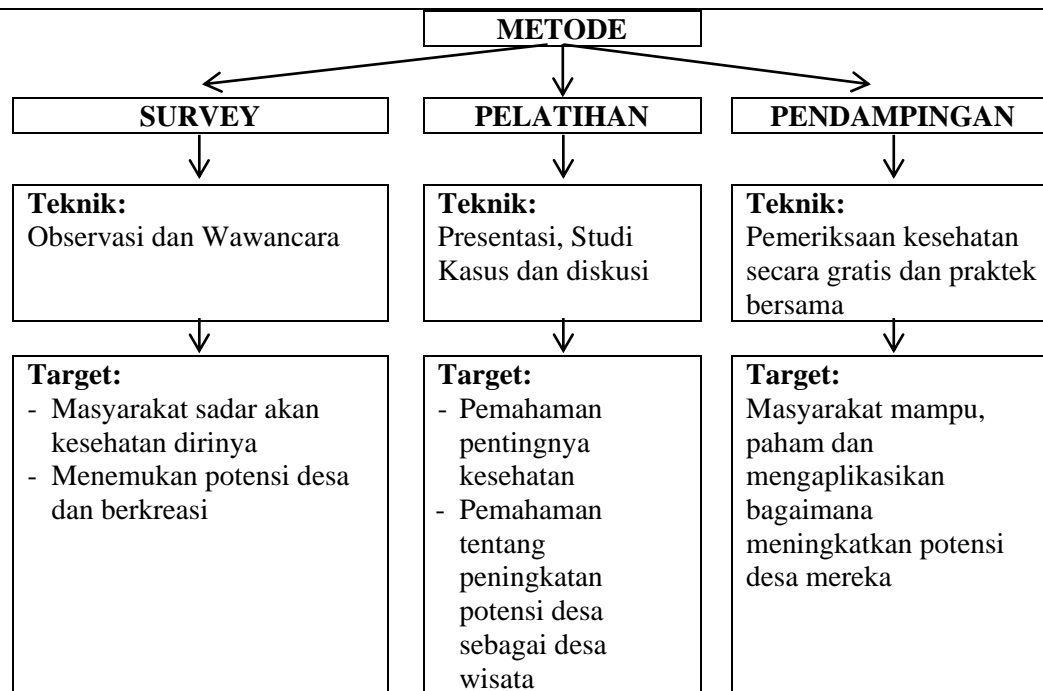 METODE
SURVEY
PELATIHAN
PENDAMPINGAN
Teknik:
Observasi dan Wawancara
Teknik:
Presentasi, Studi
Kasus dan diskusi
Teknik:
Pemeriksaan kesehatan
secara gratis dan praktek
bersama
Target:
- Masyarakat sadar akan
kesehatan dirinya
- Menemukan potensi desa
dan berkreasi
Target:
- Pemahaman
pentingnya
kesehatan
- Pemahaman
tentang
peningkatan
potensi desa
sebagai desa
wisata
Target:
Masyarakat mampu,
paham dan
mengaplikasikan
bagaimana
meningkatkan potensi
desa mereka